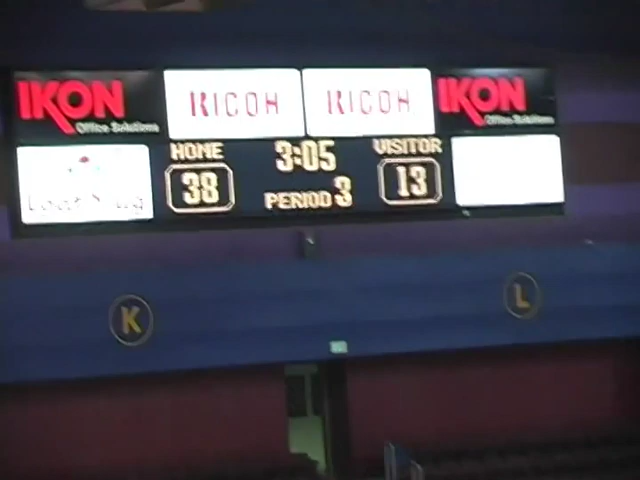 IKON
Office Solutions
RICOH
RICOH
IKON
Office Solutions
HOME
3:05
VISITOR
38
PERIOD 3
13
K
L